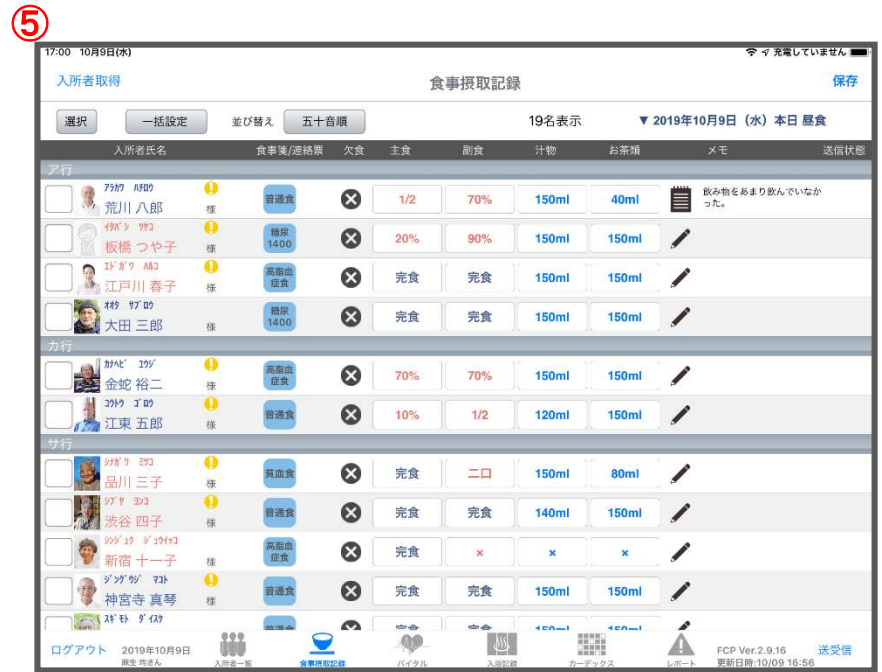 ⑤
17:00 10月9日(水) 充電していません
入所者取得 食事摂取記録 保存
選択 一括設定 並び替え 五十音順 19名表示 ▼ 2019年10月9日（水）本日 昼食
入所者氏名 食事箋/連絡票 欠食 主食 副食 汁物 お茶類 メモ 送信状態
ア行
アラカワ ハチロウ
荒川 八郎 様 普通食 1/2 70% 150ml 40ml 飲み物をあまり飲んでいなか
った。
イタバシ ツヤコ
板橋 つや子 様 糖尿
1400 20% 90% 150ml 150ml
エドガワ ハルコ
江戸川 春子 様 高脂血
症食 完食 完食 150ml 150ml
オオタ サブロウ
大田 三郎 様 糖尿
1400 完食 完食 150ml 150ml
カ行
カナヘビ ユウジ
金蛇 裕二 様 高脂血
症食 70% 70% 150ml 150ml
コウトウ ゴロウ
江東 五郎 様 普通食 10% 1/2 120ml 150ml
サ行
シナガワ ミツコ
品川 三子 様 貧血食 完食 二口 150ml 80ml
シブヤ ヨンコ
渋谷 四子 様 普通食 完食 完食 140ml 150ml
シンジュク ジュウイチコ
新宿 十一子 様 高脂血
症食 完食 × × ×
ジングウジ マコト
神宮寺 真琴 様 普通食 完食 完食 150ml 150ml
スギモト ダイスケ
普通食 完食 完食 150ml 150ml
ログアウト 2019年10月9日
麻生 均さん 入所者一覧 食事摂取記録 バイタル 入浴記録 カーデックス レポート FCP Ver.2.9.16
更新日時:10/09 16:56 送受信